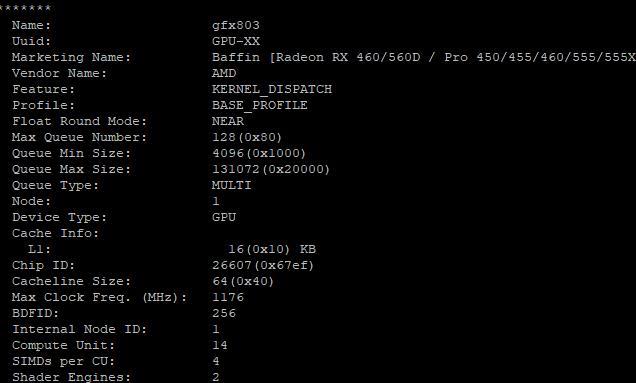 *******
Name: gfx803
Uuid: GPU-XX
Marketing Name: Baffin [Radeon RX 460/560D / Pro 450/455/460/555/555X
Vendor Name: AMD
Feature: KERNEL_DISPATCH
Profile: BASE_PROFILE
Float Round Mode: NEAR
Max Queue Number: 128(0x80)
Queue Min Size: 4096(0x1000)
Queue Max Size: 131072(0x20000)
Queue Type: MULTI
Node: 1
Device Type: GPU
Cache Info:
L1: 16(0x10) KB
Chip ID: 26607(0x67ef)
Cacheline Size: 64(0x40)
Max Clock Freq. (MHz): 1176
BDFID: 256
Internal Node ID: 1
Compute Unit: 14
SIMDs per CU: 4
Shader Engines: 2